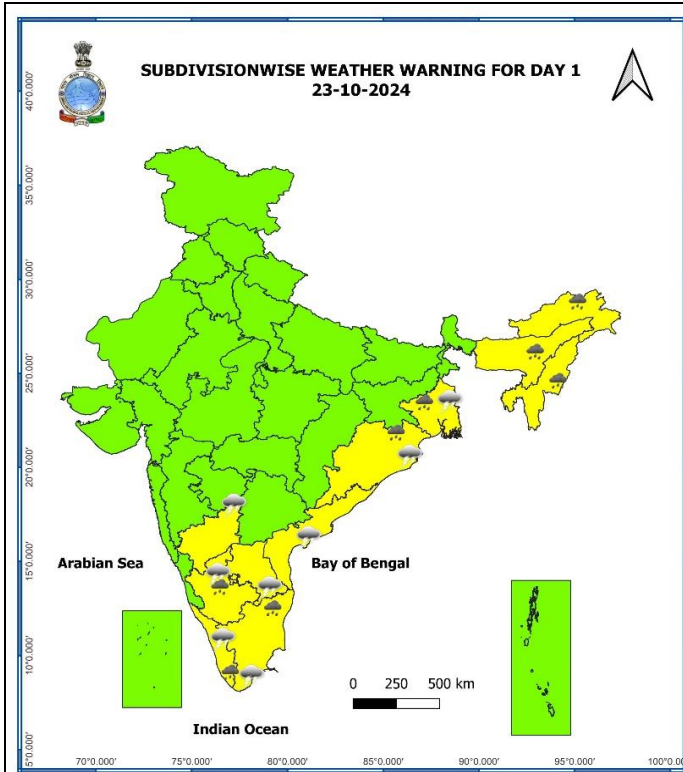 SUBDIVISIONWISE WEATHER WARNING FOR DAY 1
23-10-2024
40°0.000'
35°0.000'
30°0.000'
25°0.000'
20°0.000'
15°0.000'
10°0.000'
5°0.000'
Arabian Sea
Bay of Bengal
0 250 500 km
Indian Ocean
70°0.000' 75°0.000' 80°0.000' 85°0.000' 90°0.000' 95°0.000' 100°0.0